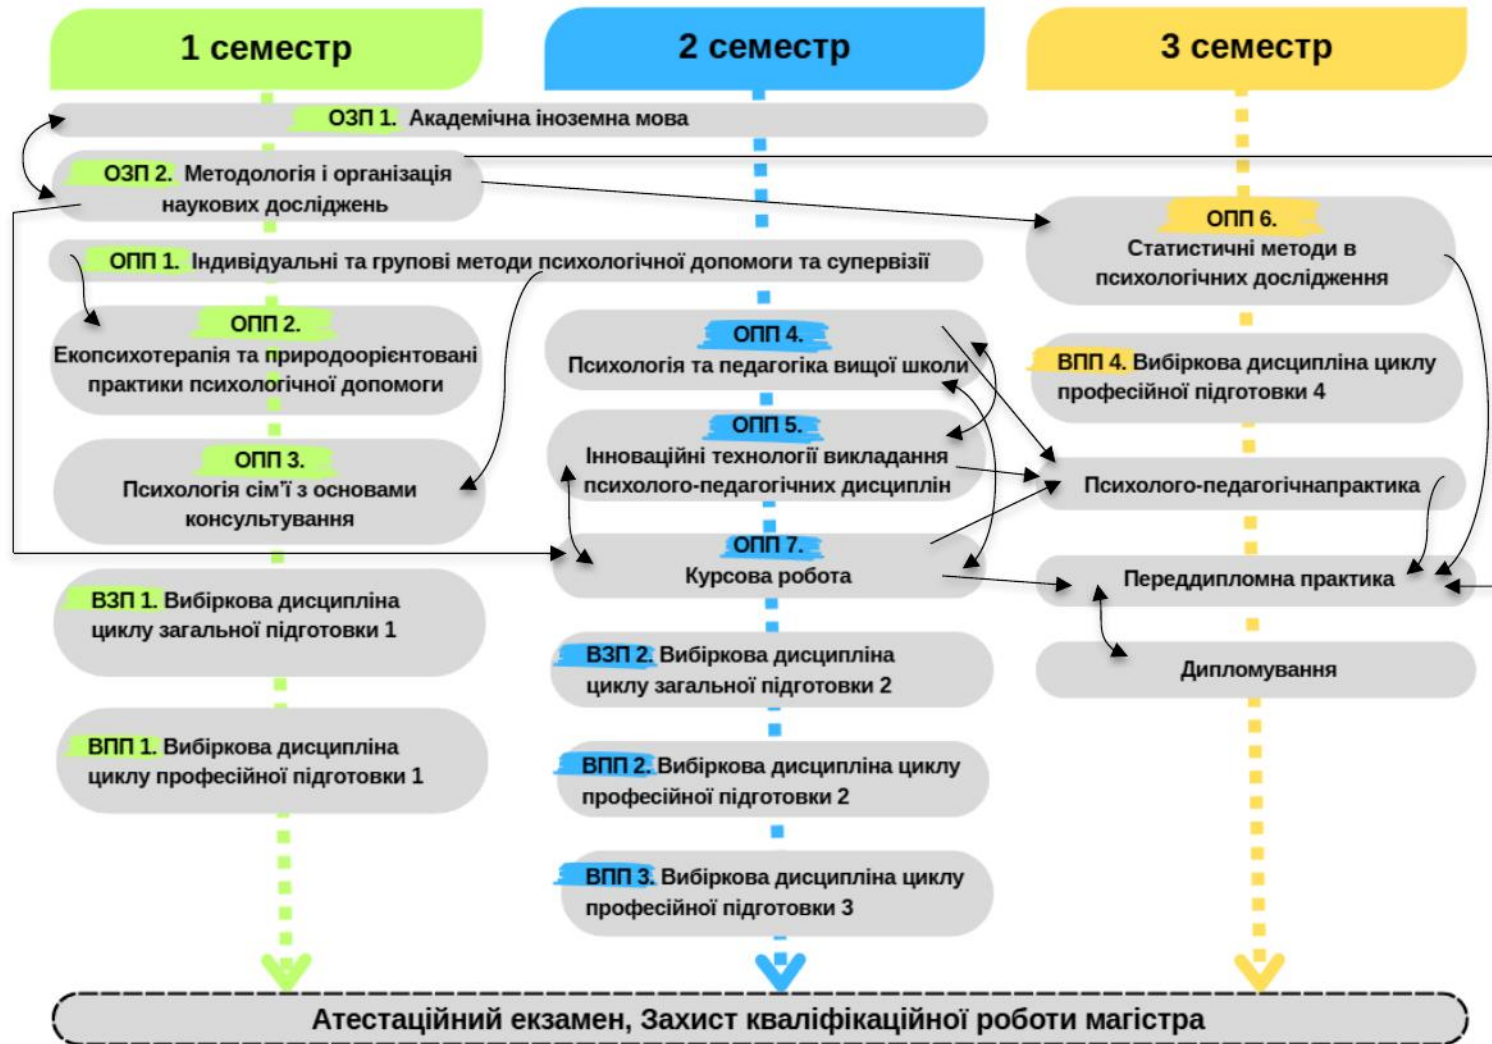 1 семестр
2 семестр
3 семестр
ОЗП 1. Академічна іноземна мова
ОЗП 2. Методологія і організація
наукових досліджень
ОПП 1. Індивідуальні та групові методи психологічної допомоги та супервізії
ОПП 2.
Екопсихотерапія та природоорієнтовані
практики психологічної допомоги
ОПП 3.
Психологія сім’ї з основами
консультування
ВЗП 1. Вибіркова дисципліна
циклу загальної підготовки 1
ВПП 1. Вибіркова дисципліна
циклу професійної підготовки 1
ОПП 4.
Психологія та педагогіка вищої школи
ОПП 5.
Інноваційні технології викладання
психолого-педагогічних дисциплін
ОПП 7.
Курсова робота
ВЗП 2. Вибіркова дисципліна
циклу загальної підготовки 2
ВПП 2. Вибіркова дисципліна циклу
професійної підготовки 2
ВПП 3. Вибіркова дисципліна циклу
професійної підготовки 3
ОПП 6.
Статистичні методи в
психологічних дослідження
ВПП 4. Вибіркова дисципліна циклу
професійної підготовки 4
Психолого-педагогічнапрактика
Переддипломна практика
Дипломування
Атестаційний екзамен, Захист кваліфікаційної роботи магістра